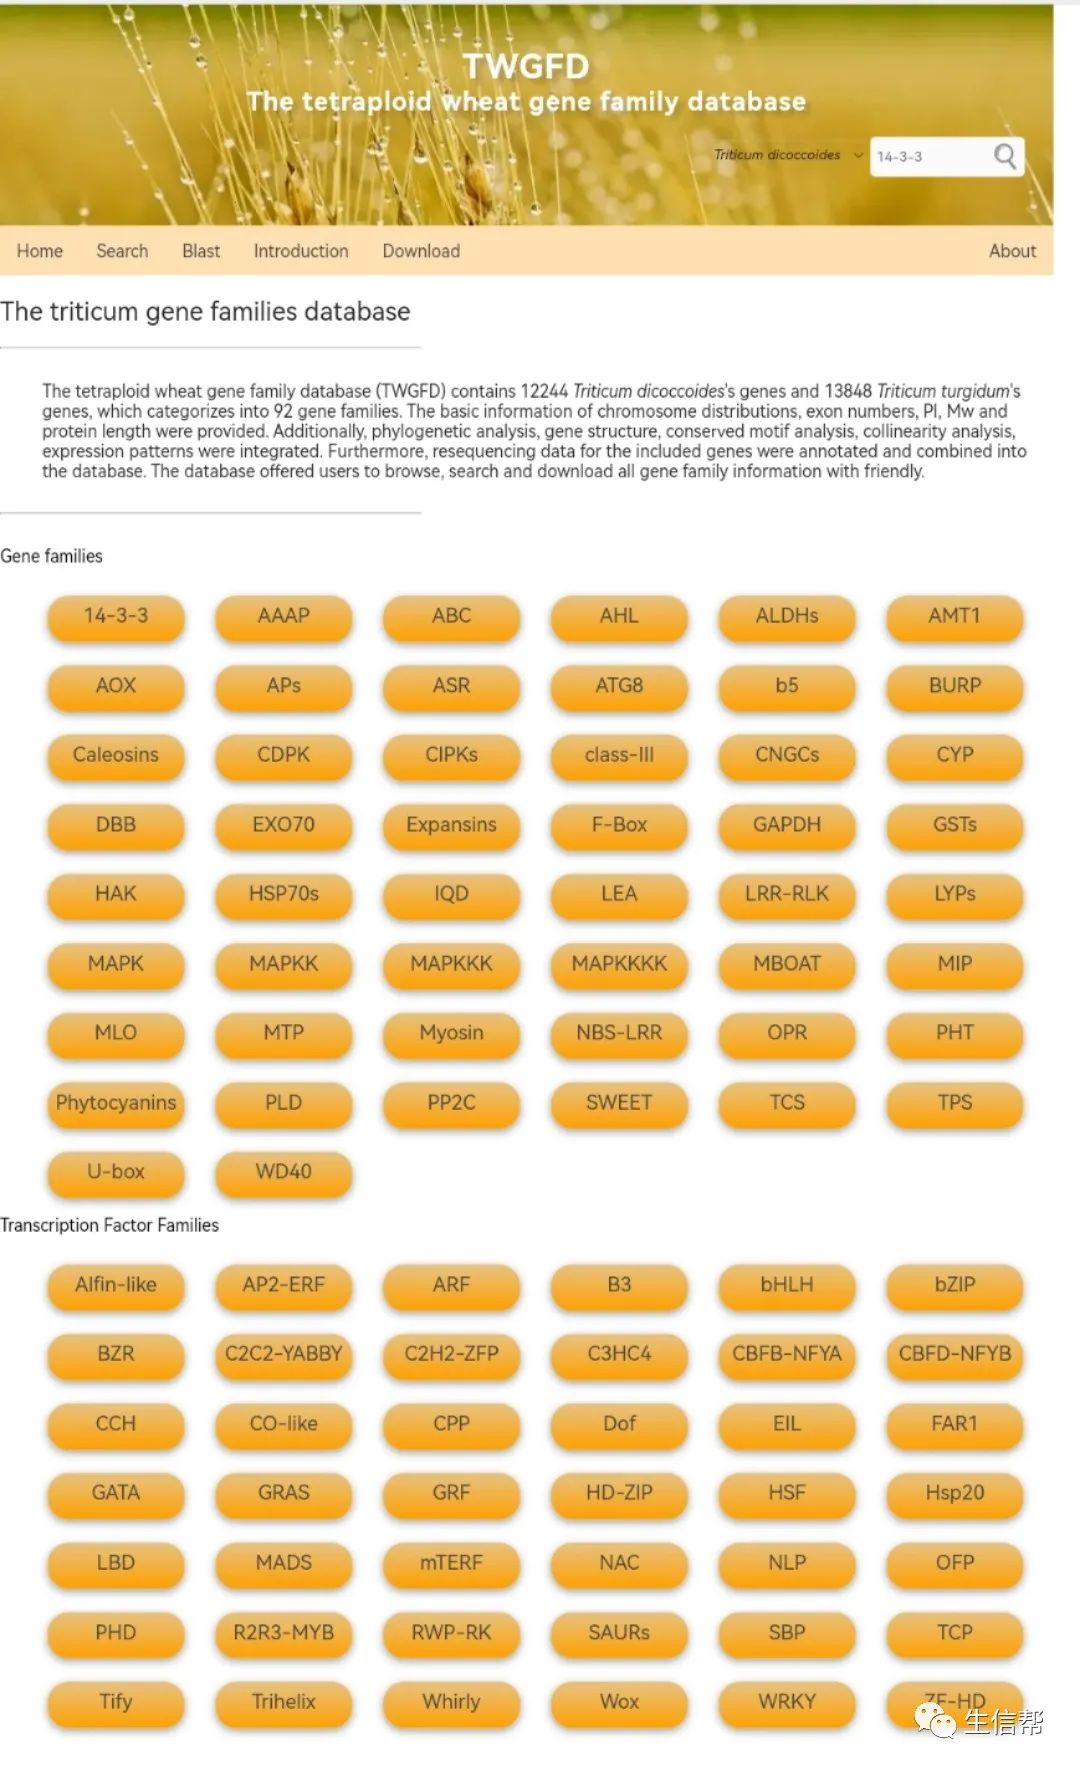 TWGFD
The tetraploid wheat gene family database
Triticum dicoccoides 14-3-3
Home Search Blast Introduction Download About
The triticum gene families database
The tetraploid wheat gene family database (TWGFD) contains 12244 Triticum dicoccoides's genes and 13848 Triticum turgidum's
genes, which categorizes into 92 gene families. The basic information of chromosome distributions, exon numbers, PI, Mw and
protein length were provided. Additionally, phylogenetic analysis, gene structure, conserved motif analysis, collinearity analysis,
expression patterns were integrated. Furthermore, resequencing data for the included genes were annotated and combined into
the database. The database offered users to browse, search and download all gene family information with friendly.
Gene families
14-3-3 AAAP ABC AHL ALDHs AMT1
AOX APs ASR ATG8 b5 BURP
Caleosins CDPK CIPKs class-III CNGCs CYP
DBB EXO70 Expansins F-Box GAPDH GSTs
HAK HSP70s IQD LEA LRR-RLK LYPs
MAPK MAPKK MAPKKK MAPKKKK MBOAT MIP
MLO MTP Myosin NBS-LRR OPR PHT
Phytocyanins PLD PP2C SWEET TCS TPS
U-box WD40
Transcription Factor Families
Alfin-like AP2-ERF ARF B3 bHLH bZIP
BZR C2C2-YABBY C2H2-ZFP C3HC4 CBFB-NFYA CBFD-NFYB
CCH CO-like CPP Dof EIL FAR1
GATA GRAS GRF HD-ZIP HSF Hsp20
LBD MADS mTERF NAC NLP OFP
PHD R2R3-MYB RWP-RK SAURs SBP TCP
Tify Trihelix Whirly Wox WRKY ZF-HD
生信帮